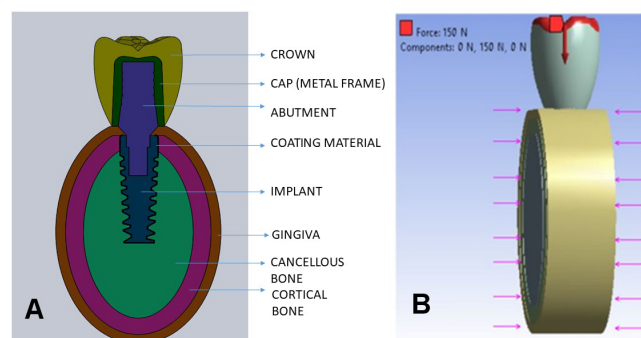 CROWN
CAP (METAL FRAME)
ABUTMENT
COATING MATERIAL
IMPLANT
GINGIVA
CANCELLOUS
BONE
CORTICAL
BONE
A
Force: 150 N
Components: 0 N, 150 N, 0 N
B